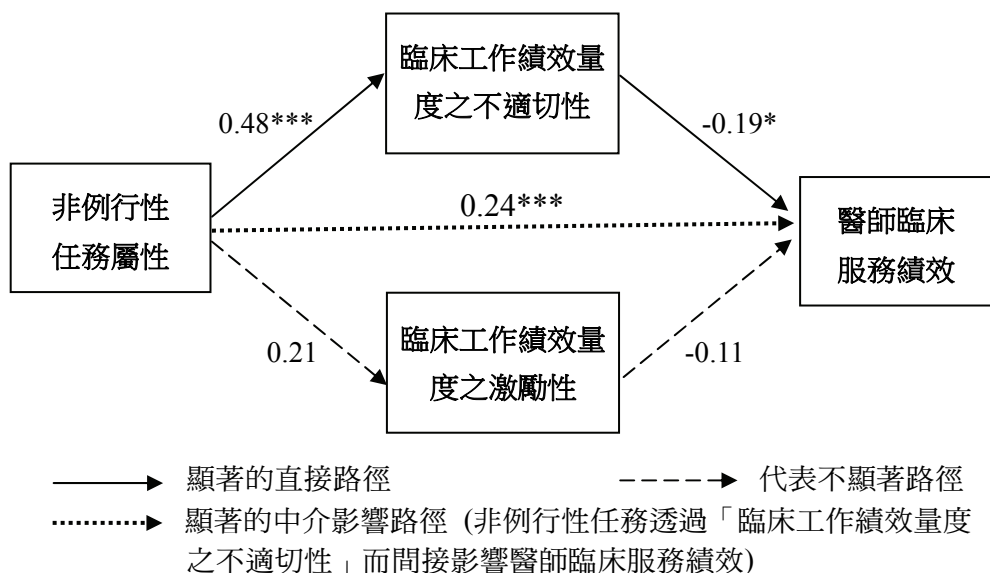 臨床工作績效量
度之不適切性
0.48***
-0.19*
非例行性
任務屬性
0.24***
醫師臨床
服務績效
臨床工作績效量
度之激勵性
0.21
-0.11
顯著的直接路徑
代表不顯著路徑
顯著的中介影響路徑 (非例行性任務透過「臨床工作績效量度
之不適切性」而間接影響醫師臨床服務績效)